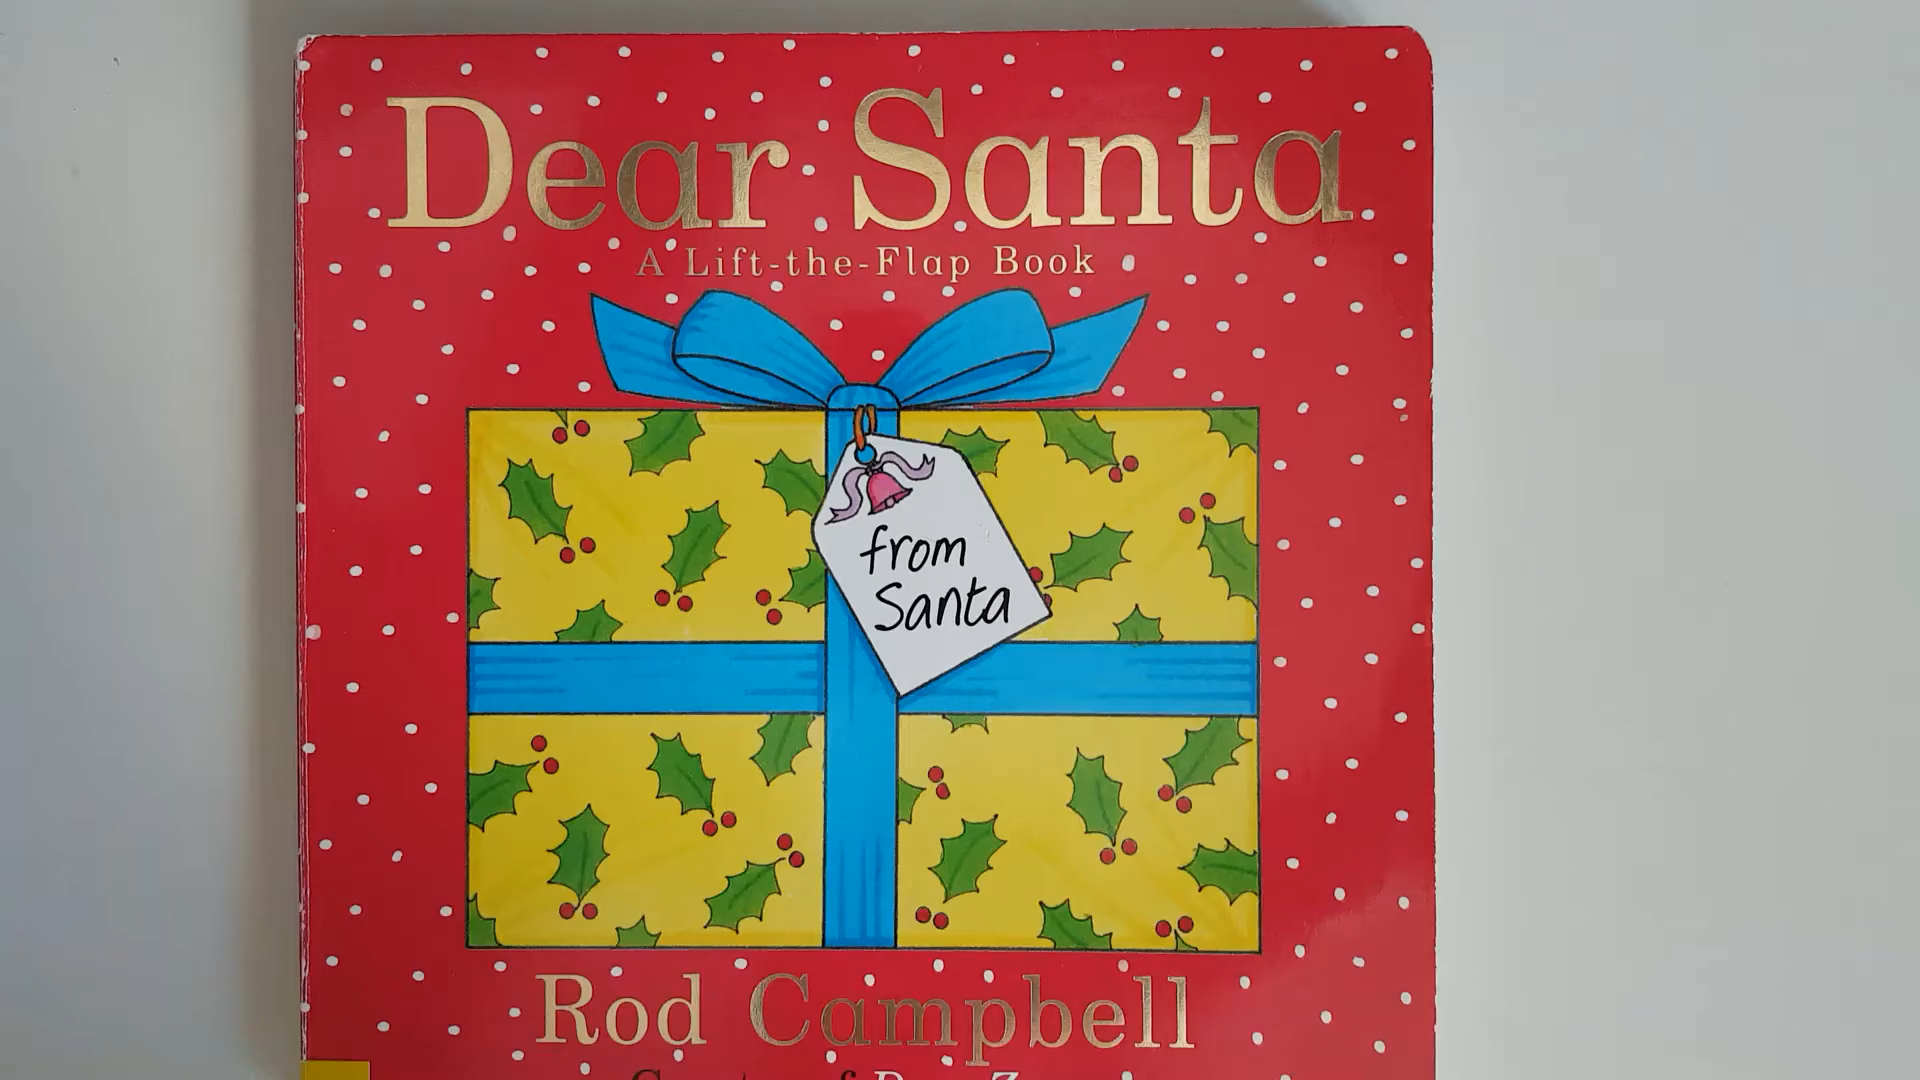 Dear Santa
A Lift-the-Flap Book
from
Santa
Rod Campbell